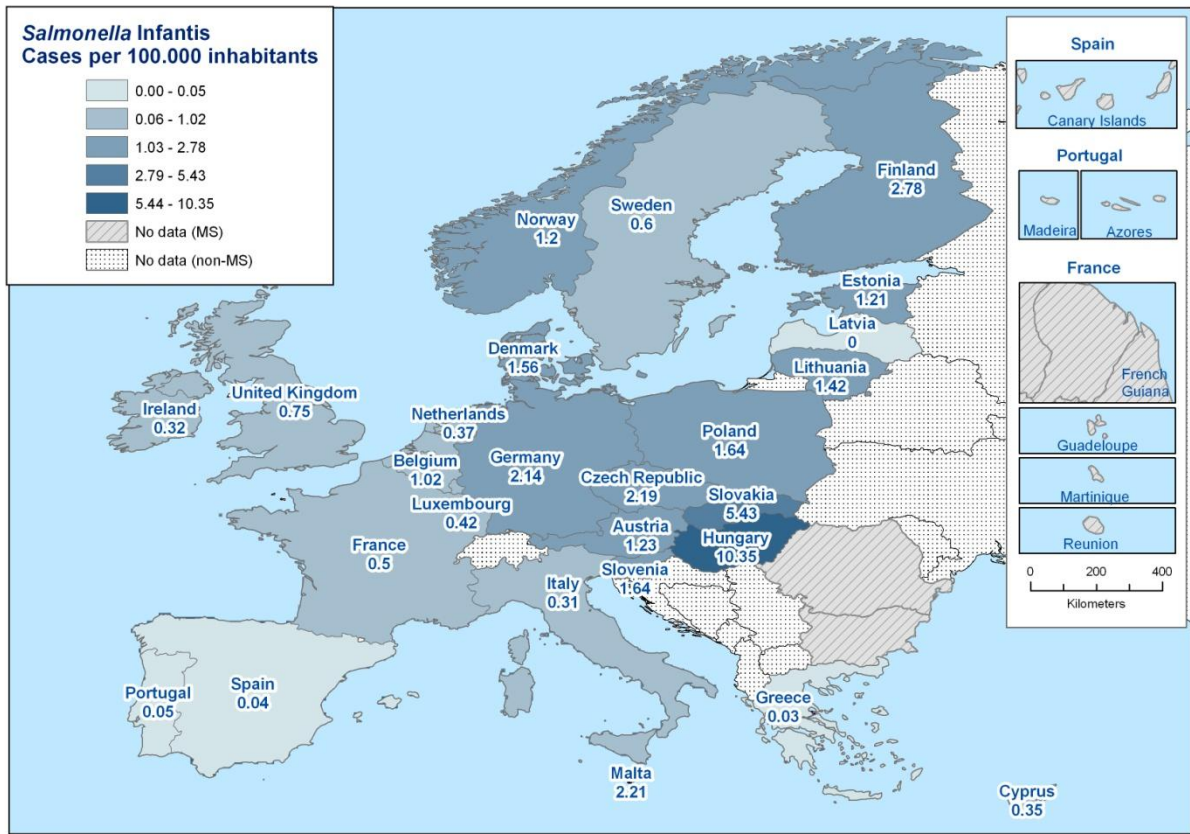 Salmonella Infantis
Cases per 100.000 inhabitants
0.00 - 0.05
0.06 - 1.02
1.03 - 2.78
2.79 - 5.43
5.44 - 10.35
No data (MS)
No data (non-MS)
Finland
2.78
Sweden
0.6
Norway
1.2
Estonia
1.21
Latvia
0
Denmark
1.56
Lithuania
1.42
United Kingdom
0.75
Ireland
0.32
Netherlands
0.37
Poland
1.64
Belgium
1.02
Germany
2.14
Czech Republic
2.19
Slovakia
5.43
Luxembourg
0.42
Austria
1.23
Hungary
10.35
France
0.5
Slovenia
1.64
Italy
0.31
Portugal
0.05
Spain
0.04
Greece
0.03
Malta
2.21
Cyprus
0.35
Spain
Canary Islands
Portugal
Madeira
Azores
France
French
Guiana
Guadeloupe
Martinique
Reunion
0 200 400
Kilometers